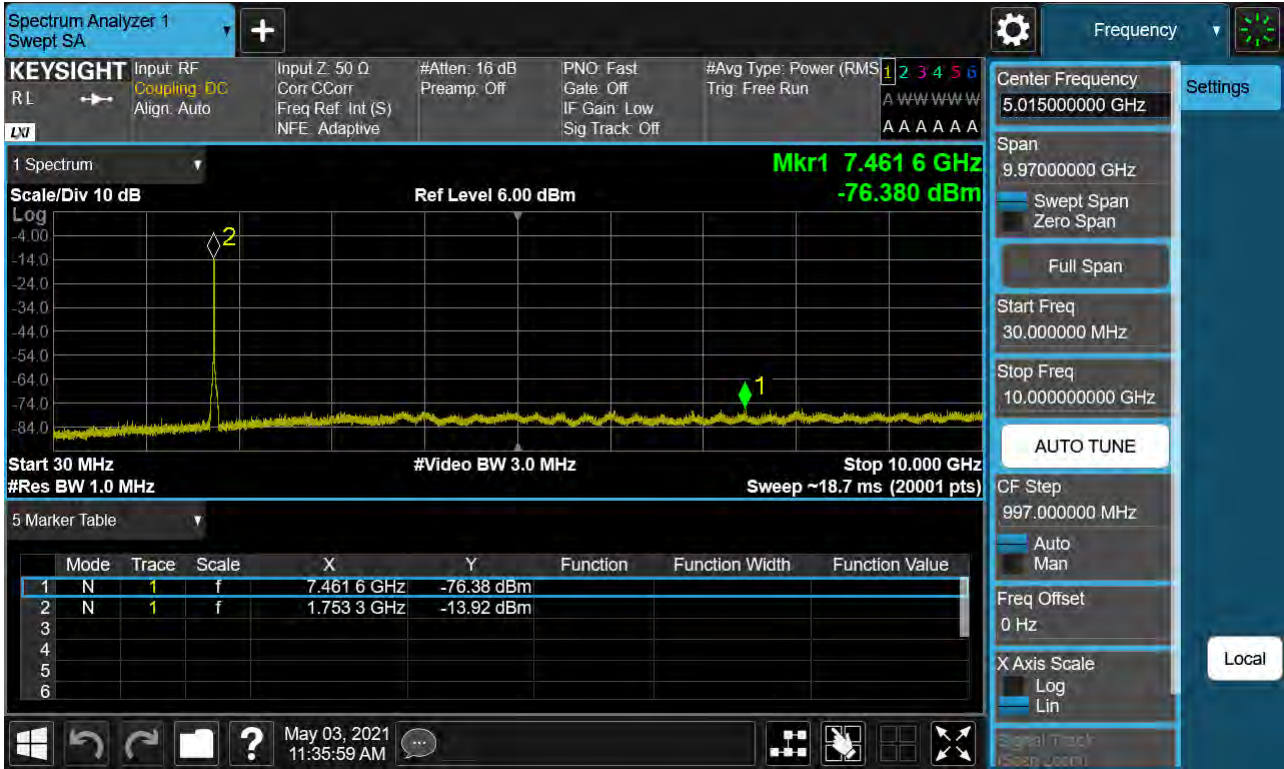 Spectrum Analyzer 1
Swept SA
+
Frequency
KEYSIGHT
RL
LXI
Input: RF
Coupling: DC
Align: Auto
Input Z: 50 Ω
Corr CCorr
Freq Ref: Int (S)
NFE: Adaptive
#Atten: 16 dB
Preamp: Off
PNO: Fast
Gate: Off
IF Gain: Low
Sig Track: Off
#Avg Type: Power (RMS
Trig: Free Run
1 2 3 4 5 6
A W W W W W
A A A A A A
Center Frequency
5.015000000 GHz
Settings
Span
9.97000000 GHz
Swept Span
Zero Span
Full Span
Start Freq
30.000000 MHz
Stop Freq
10.000000000 GHz
AUTO TUNE
CF Step
997.000000 MHz
Auto
Man
Freq Offset
0 Hz
X Axis Scale
Log
Lin
Signal Track
(Span Zoom)
Local
1 Spectrum
Mkr1 7.461 6 GHz
-76.380 dBm
Scale/Div 10 dB
Ref Level 6.00 dBm
Log
-4.00
-14.0
-24.0
-34.0
-44.0
-54.0
-64.0
-74.0
-84.0
2
1
Start 30 MHz
#Video BW 3.0 MHz
Stop 10.000 GHz
#Res BW 1.0 MHz
Sweep ~18.7 ms (20001 pts)
5 Marker Table
Mode Trace Scale X Y Function Function Width Function Value
1 N 1 f 7.461 6 GHz -76.38 dBm
2 N 1 f 1.753 3 GHz -13.92 dBm
3
4
5
6
?
May 03, 2021
11:35:59 AM